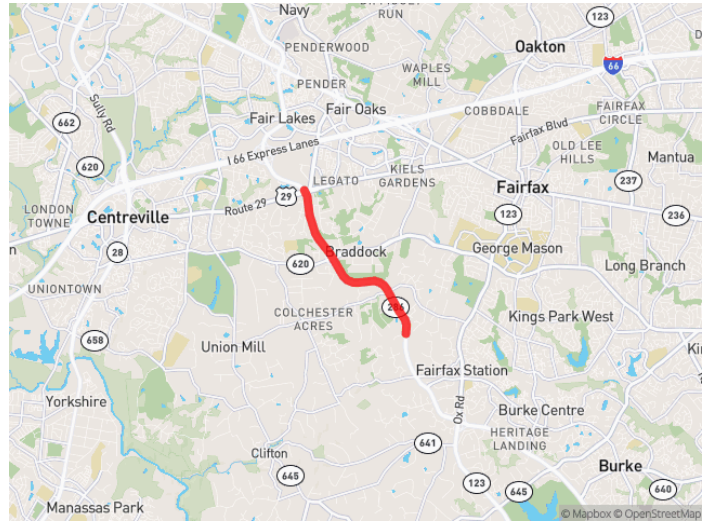 Navy
DIFFICULT
RUN
123
PENDERWOOD
Oakton
66
PENDER
WAPLES
MILL
COBBDALE
FAIRFAX
CIRCLE
Sully Rd
662
Fair Lakes
Fair Oaks
Fairfax Blvd
620
I 66 Express Lanes
OLD LEE
HILLS
Mantua
LEGATO
KIELS
GARDENS
237
29
Fairfax
LONDON
TOWNE
Centreville
Route 29
123
236
28
620
Braddock
George Mason
Long Branch
UNIONTOWN
COLCHESTER
ACRES
286
Kings Park West
658
Union Mill
Fairfax Station
Yorkshire
Ox Rd
Burke Centre
641
HERITAGE
LANDING
Clifton
645
123
645
Burke
640
Manassas Park
© Mapbox © OpenStreetMap